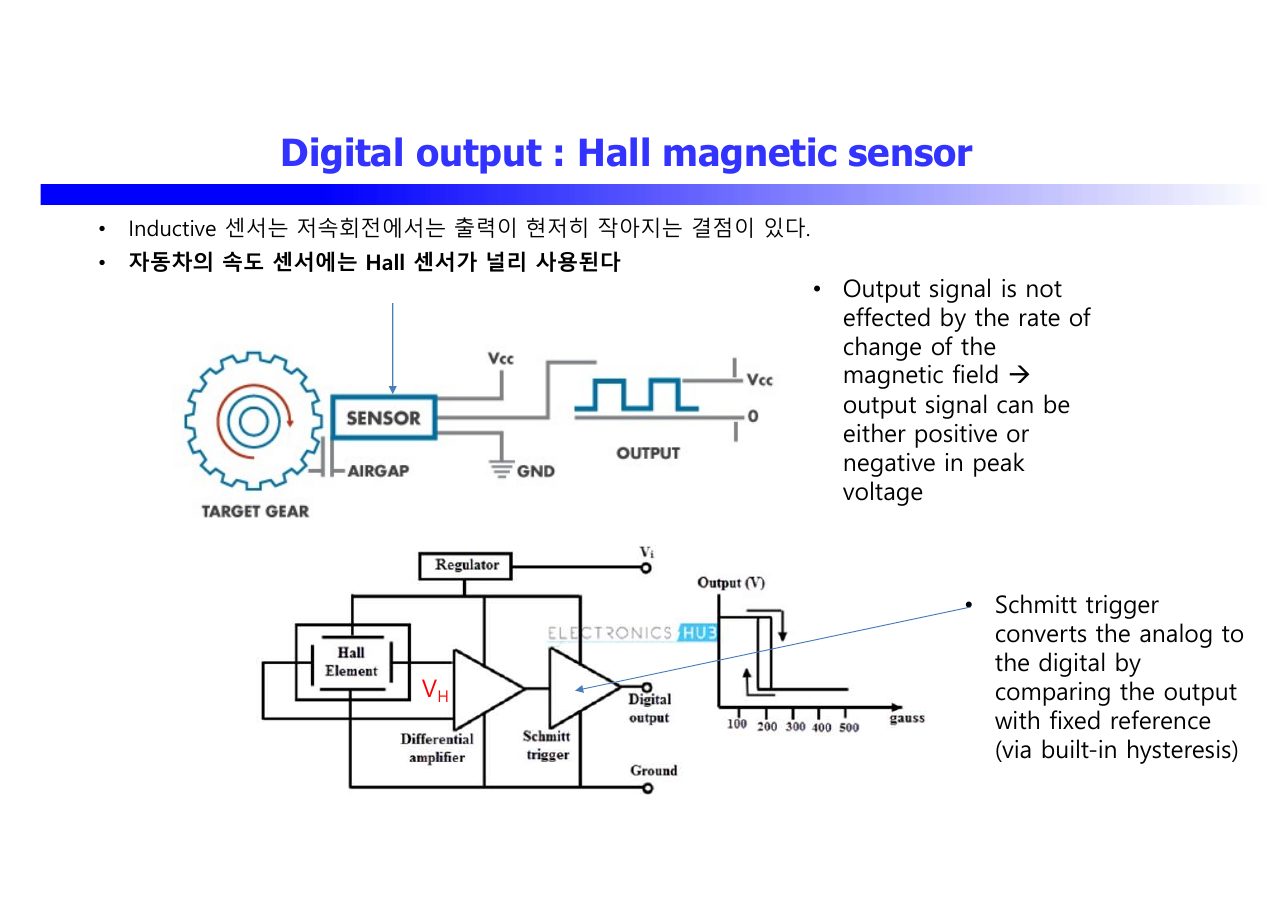 Digital output : Hall magnetic sensor
• Inductive 센서는 저속회전에서는 출력이 현저히 작아지는 결점이 있다.
• 자동차의 속도 센서에는 Hall 센서가 널리 사용된다
• Output signal is not
effected by the rate of
change of the
magnetic field →
output signal can be
either positive or
negative in peak
voltage
Vcc
Vcc
SENSOR
0
OUTPUT
AIRGAP
GND
TARGET GEAR
Regulator
Vi
Output (V)
ELECTRONICS HUB
Hall
Element
VH
Digital
output
Differential
amplifier
Schmitt
trigger
Ground
100 200 300 400 500
gauss
• Schmitt trigger
converts the analog to
the digital by
comparing the output
with fixed reference
(via built-in hysteresis)